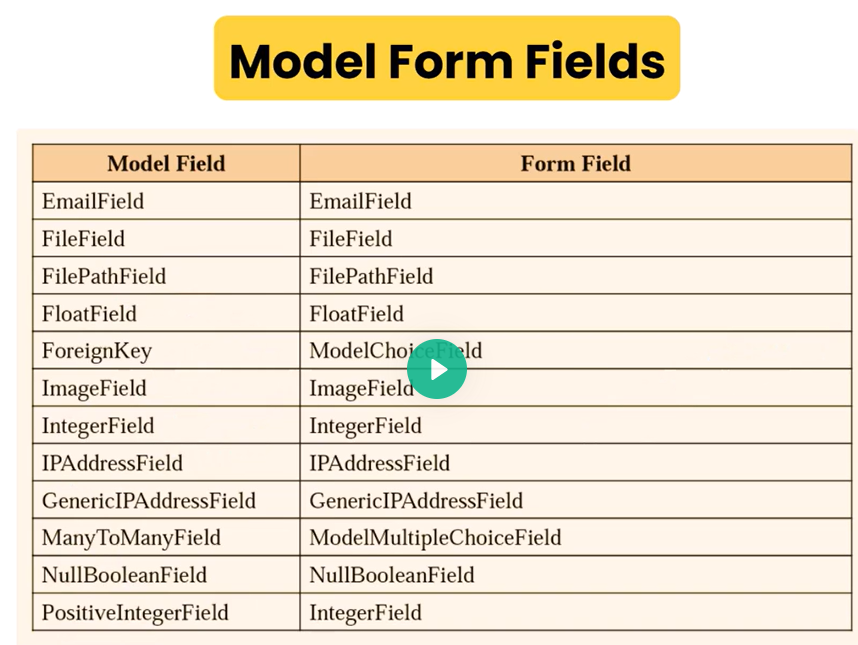 Model Form Fields
Model Field Form Field
EmailField EmailField
FileField FileField
FilePathField FilePathField
FloatField FloatField
ForeignKey ModelChoiceField
ImageField ImageField
IntegerField IntegerField
IPAddressField IPAddressField
GenericIPAddressField GenericIPAddressField
ManyToManyField ModelMultipleChoiceField
NullBooleanField NullBooleanField
PositiveIntegerField IntegerField